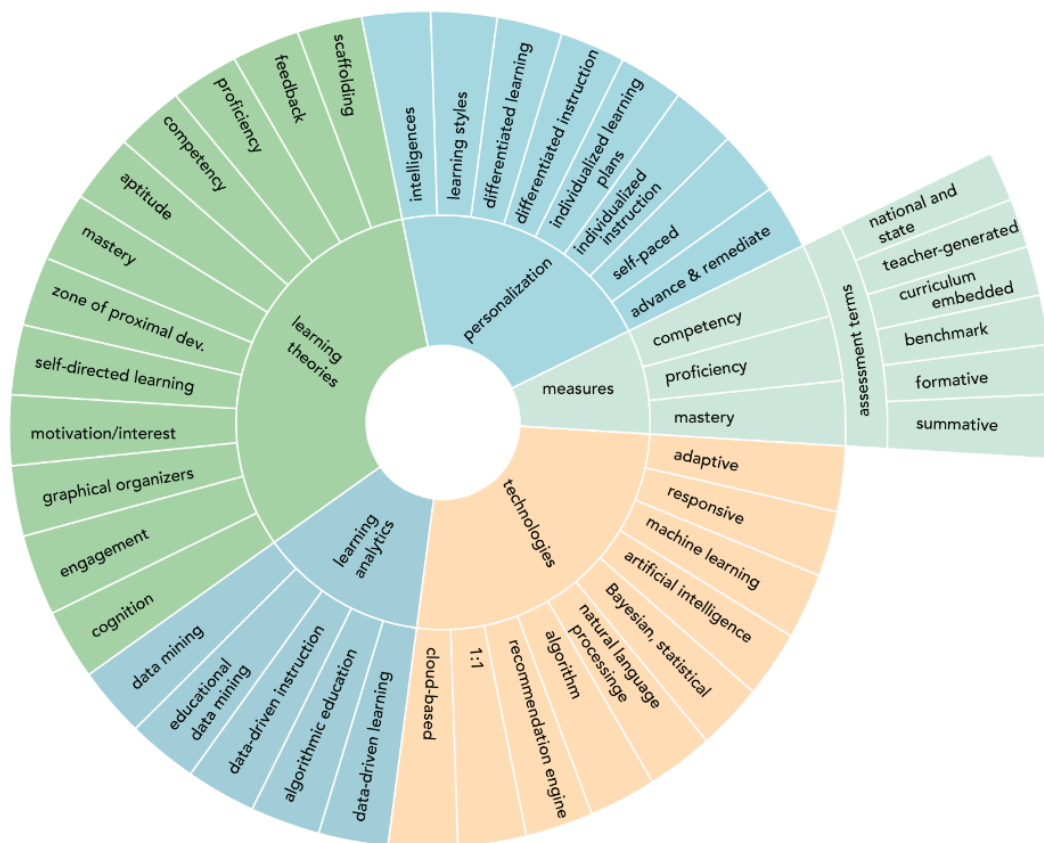 learning
theories
scaffolding
feedback
proficiency
competency
aptitude
mastery
zone of proximal dev.
self-directed learning
motivation/interest
graphical organizers
engagement
cognition
personalization
intelligences
learning styles
differentiated learning
differentiated instruction
individualized learning
plans
individualized
instruction
self-paced
advance & remediate
measures
competency
proficiency
mastery
assessment terms
national and
state
teacher-generated
curriculum
embedded
benchmark
formative
summative
technologies
adaptive
responsive
machine learning
artificial intelligence
Bayesian, statistical
natural language
processinge
algorithm
recommendation engine
1:1
cloud-based
learning
analytics
data mining
educational
data mining
data-driven instruction
algorithmic education
data-driven learning